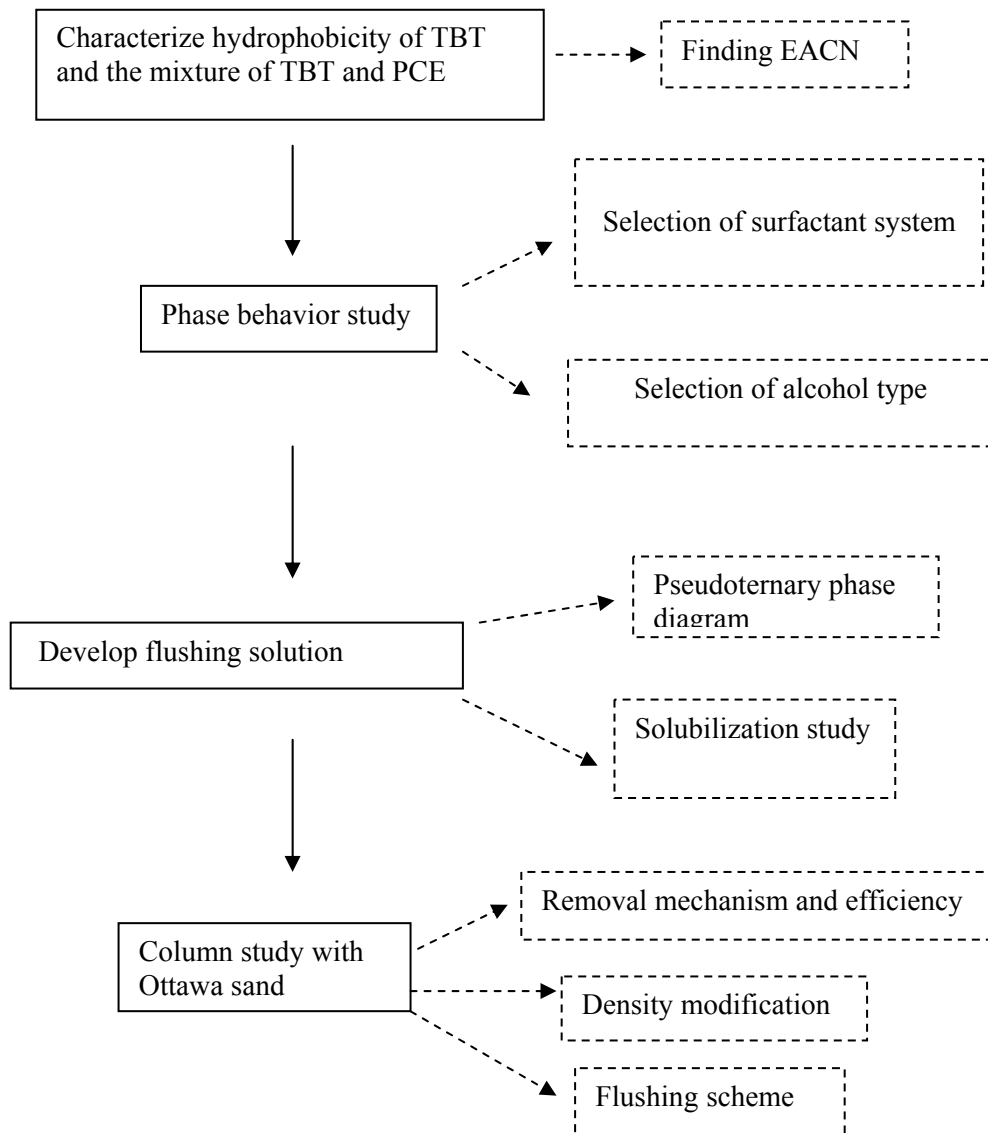 Characterize hydrophobicity of TBT
and the mixture of TBT and PCE
Finding EACN
Selection of surfactant system
Phase behavior study
Selection of alcohol type
Pseudoternary phase
diagram
Develop flushing solution
Solubilization study
Removal mechanism and efficiency
Column study with
Ottawa sand
Density modification
Flushing scheme